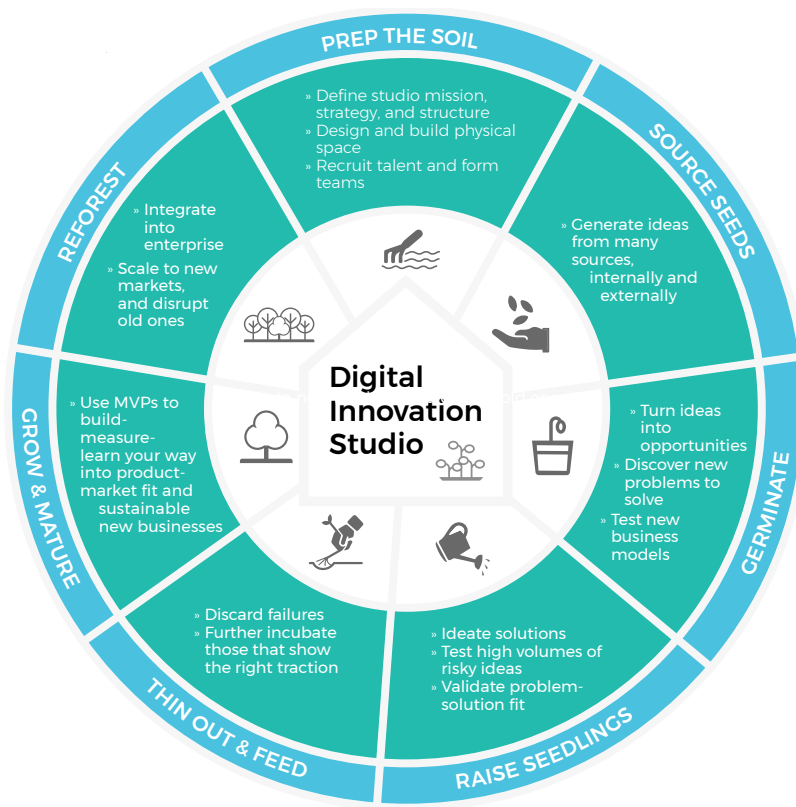 PREP THE SOIL
» Define studio mission,
strategy, and structure
» Design and build physical
space
» Recruit talent and form
teams
SOURCE SEEDS
» Generate ideas
from many
sources,
internally and
externally
GERMINATE
» Turn ideas
into
opportunities
» Discover new
problems to
solve
» Test new
business
models
RAISE SEEDLINGS
» Ideate solutions
» Test high volumes of
risky ideas
» Validate problem-
solution fit
THIN OUT & FEED
» Discard failures
» Further incubate
those that show
the right traction
GROW & MATURE
» Use MVPs to
build-
measure-
learn your way
into product-
market fit and
sustainable
new businesses
REFOREST
» Integrate
into
enterprise
» Scale to new
markets,
and disrupt
old ones
Digital
Innovation
Studio